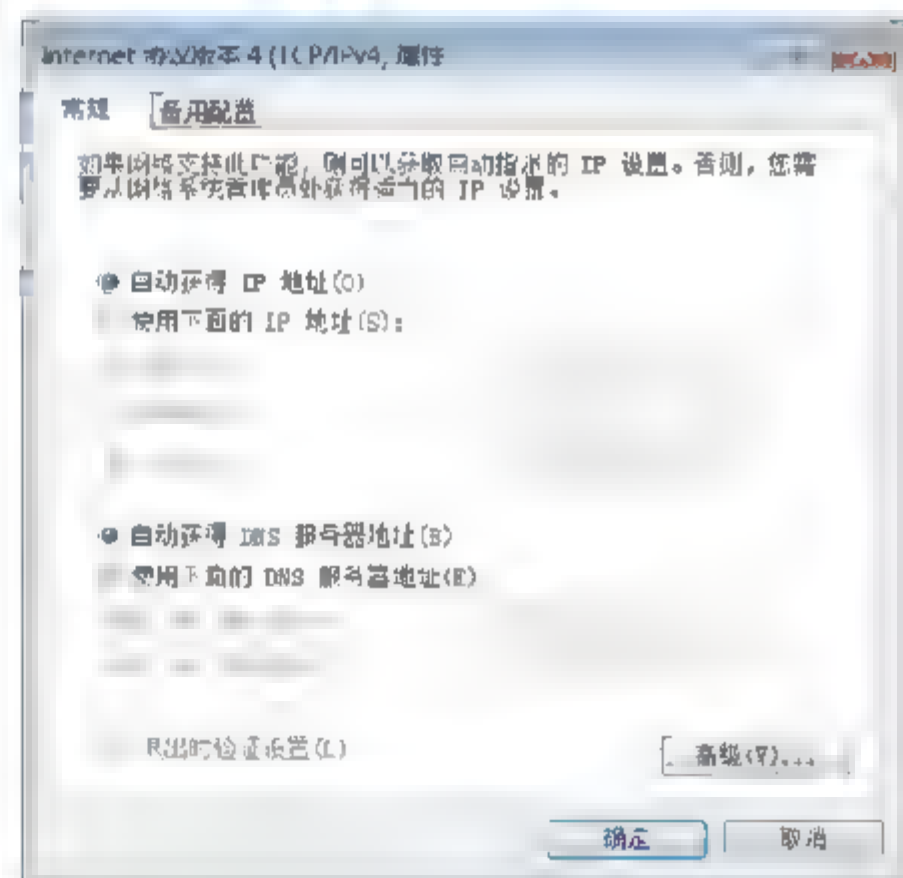 Internet 协议版本 4 (TCP/IPv4) 属性
常规 备用配置
如果网络支持此功能，则可以获取自动指派的 IP 设置。否则，您需
要从网络系统管理员处获得适当的 IP 设置。
自动获得 IP 地址(O)
使用下面的 IP 地址(S):
自动获得 DNS 服务器地址(B)
使用下面的 DNS 服务器地址(E)
退出时验证设置(L)
高级(V)...
确定 取消